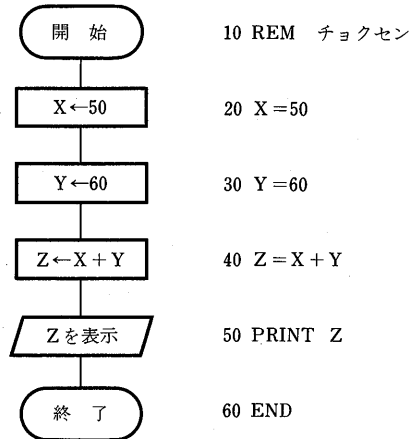 開 始
10 REM チョクセン
X←50
20 X=50
Y←60
30 Y=60
Z←X+Y
40 Z=X+Y
Zを表示
50 PRINT Z
終 了
60 END